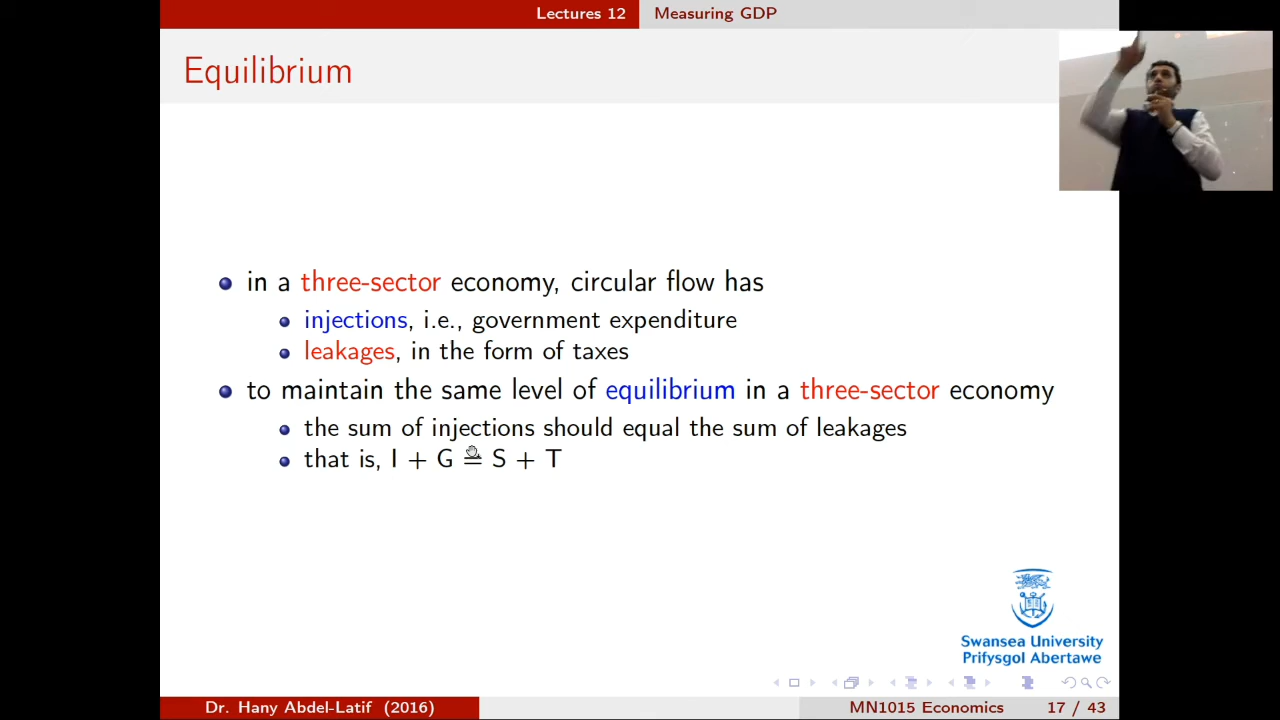 Lectures 12 Measuring GDP
Equilibrium
in a three-sector economy, circular flow has
injections, i.e., government expenditure
leakages, in the form of taxes
to maintain the same level of equilibrium in a three-sector economy
the sum of injections should equal the sum of leakages
that is, I + G = S + T
Swansea University
Prifysgol Abertawe
Dr. Hany Abdel-Latif (2016) MN1015 Economics 17 / 43